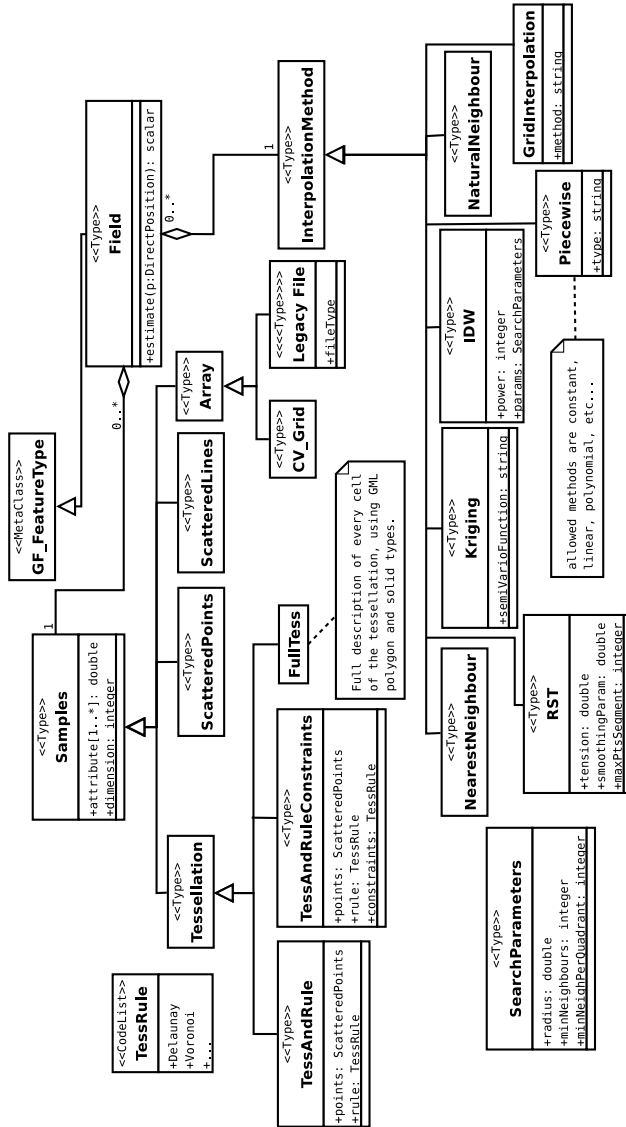 <<MetaClass>>
GF_FeatureType
<<Type>>
Field
+estimate(p:DirectPosition): scalar
0..*
0..*
1
1
<<Type>>
Samples
+attribute[1..*]: double
+dimension: integer
<<Type>>
InterpolationMethod
<<CodeList>>
TessRule
+Delaunay
+Voronoi
+...
<<Type>>
Tessellation
<<Type>>
ScatteredPoints
<<Type>>
ScatteredLines
<<Type>>
Array
<<Type>>
TessAndRule
+points: ScatteredPoints
+rule: TessRule
<<Type>>
TessAndRuleConstraints
+points: ScatteredPoints
+rule: TessRule
+constraints: TessRule
FullTess
<<Type>>
CV_Grid
<<<<Type>>>>
Legacy File
+fileType
Full description of every cell
of the tessellation, using GML
polygon and solid types.
<<Type>>
NearestNeighbour
<<Type>>
Kriging
+semiVarioFunction: string
<<Type>>
IDW
+power: integer
+params: SearchParameters
<<Type>>
NaturalNeighbour
<<Type>>
SearchParameters
+radius: double
+minNeighbours: integer
+minNeighPerQuadrant: integer
<<Type>>
RST
+tension: double
+smoothingParam: double
+maxPtsSegment: integer
allowed methods are constant,
linear, polynomial, etc...
<<Type>>
Piecewise
+type: string
<<Type>>
GridInterpolation
+method: string